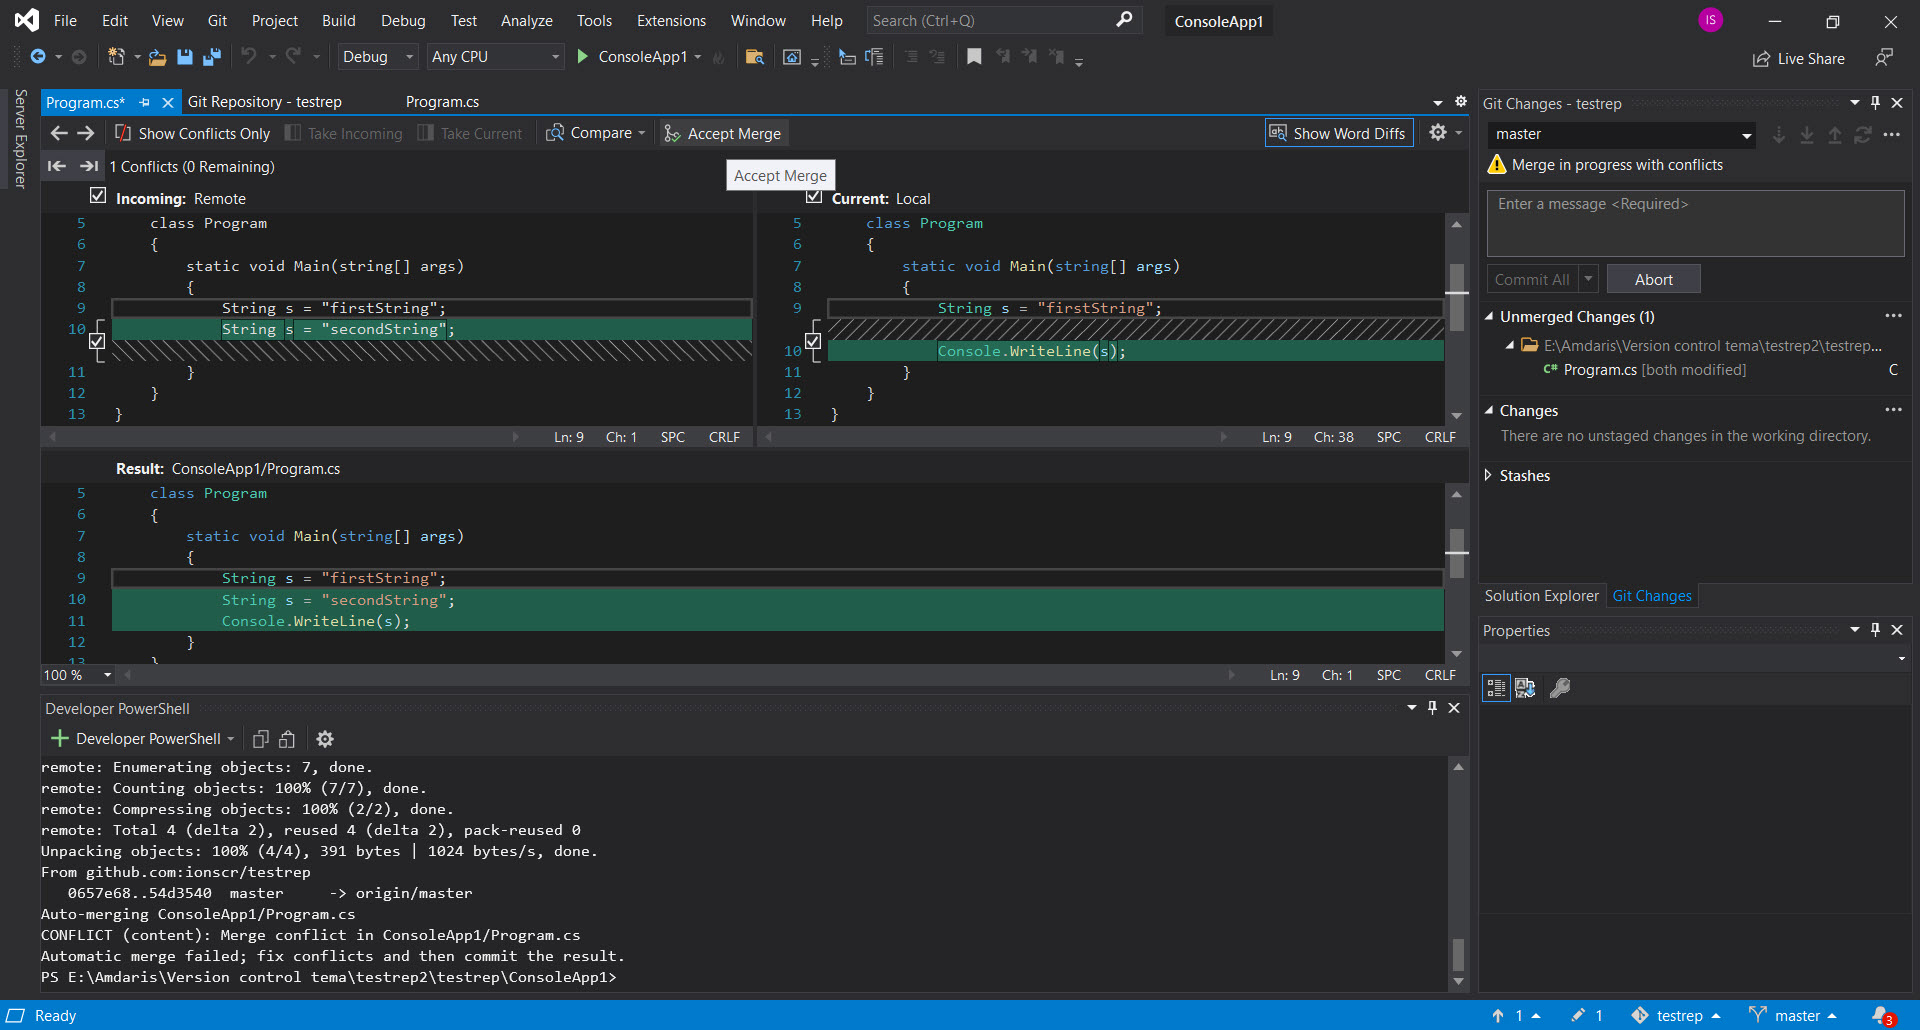 File Edit View Git Project Build Debug Test Analyze Tools Extensions Window Help Search (Ctrl+Q) ConsoleApp1 IS
Debug Any CPU ConsoleApp1 Live Share
Server Explorer
Program.cs* Git Repository - testrep Program.cs
Show Conflicts Only Take Incoming Take Current Compare Accept Merge Show Word Diffs
1 Conflicts (0 Remaining)
Accept Merge
Incoming: Remote
5 class Program
6 {
7 static void Main(string[] args)
8 {
9 String s = "firstString";
10 String s = "secondString";
11 }
12 }
13 }
Ln: 9 Ch: 1 SPC CRLF
Current: Local
5 class Program
6 {
7 static void Main(string[] args)
8 {
9 String s = "firstString";
10 Console.WriteLine(s);
11 }
12 }
13 }
Ln: 9 Ch: 38 SPC CRLF
Result: ConsoleApp1/Program.cs
5 class Program
6 {
7 static void Main(string[] args)
8 {
9 String s = "firstString";
10 String s = "secondString";
11 Console.WriteLine(s);
12 }
13 }
100 % Ln: 9 Ch: 1 SPC CRLF
Developer PowerShell
Developer PowerShell
remote: Enumerating objects: 7, done.
remote: Counting objects: 100% (7/7), done.
remote: Compressing objects: 100% (2/2), done.
remote: Total 4 (delta 2), reused 4 (delta 2), pack-reused 0
Unpacking objects: 100% (4/4), 391 bytes | 1024 bytes/s, done.
From github.com:ionscr/testrep
0657e68..54d3540 master -> origin/master
Auto-merging ConsoleApp1/Program.cs
CONFLICT (content): Merge conflict in ConsoleApp1/Program.cs
Automatic merge failed; fix conflicts and then commit the result.
PS E:\Amdaris\Version control tema\testrep2\testrep\ConsoleApp1>
Git Changes - testrep
master
Merge in progress with conflicts
Enter a message <Required>
Commit All Abort
Unmerged Changes (1)
E:\Amdaris\Version control tema\testrep2\testrep...
C# Program.cs [both modified] C
Changes
There are no unstaged changes in the working directory.
Stashes
Solution Explorer Git Changes
Properties
Ready 1 1 testrep master 3